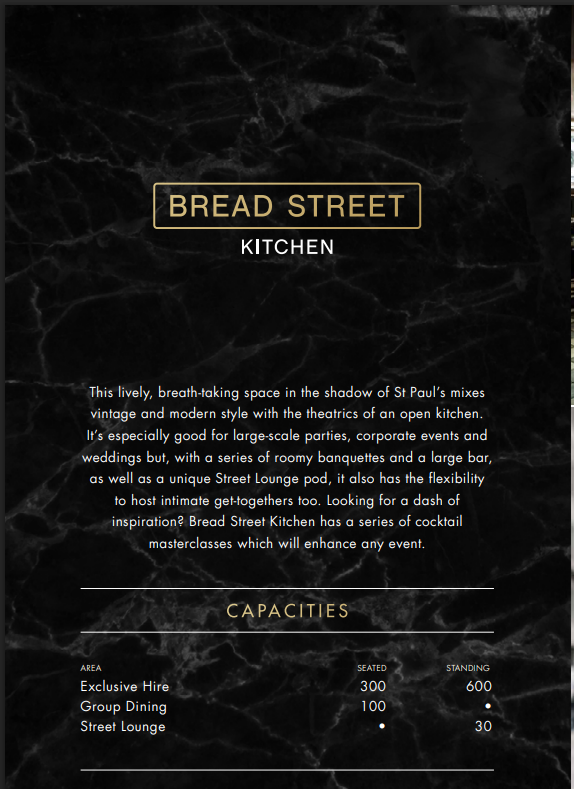 BREAD STREET
KITCHEN
This lively, breath-taking space in the shadow of St Paul's mixes
vintage and modern style with the theatrics of an open kitchen.
It's especially good for large-scale parties, corporate events and
weddings but, with a series of roomy banquettes and a large bar,
as well as a unique Street Lounge pod, it also has the flexibility
to host intimate get-togethers too. Looking for a dash of
inspiration? Bread Street Kitchen has a series of cocktail
masterclasses which will enhance any event.
CAPACITIES
AREA SEATED STANDING
Exclusive Hire 300 600
Group Dining 100 •
Street Lounge • 30